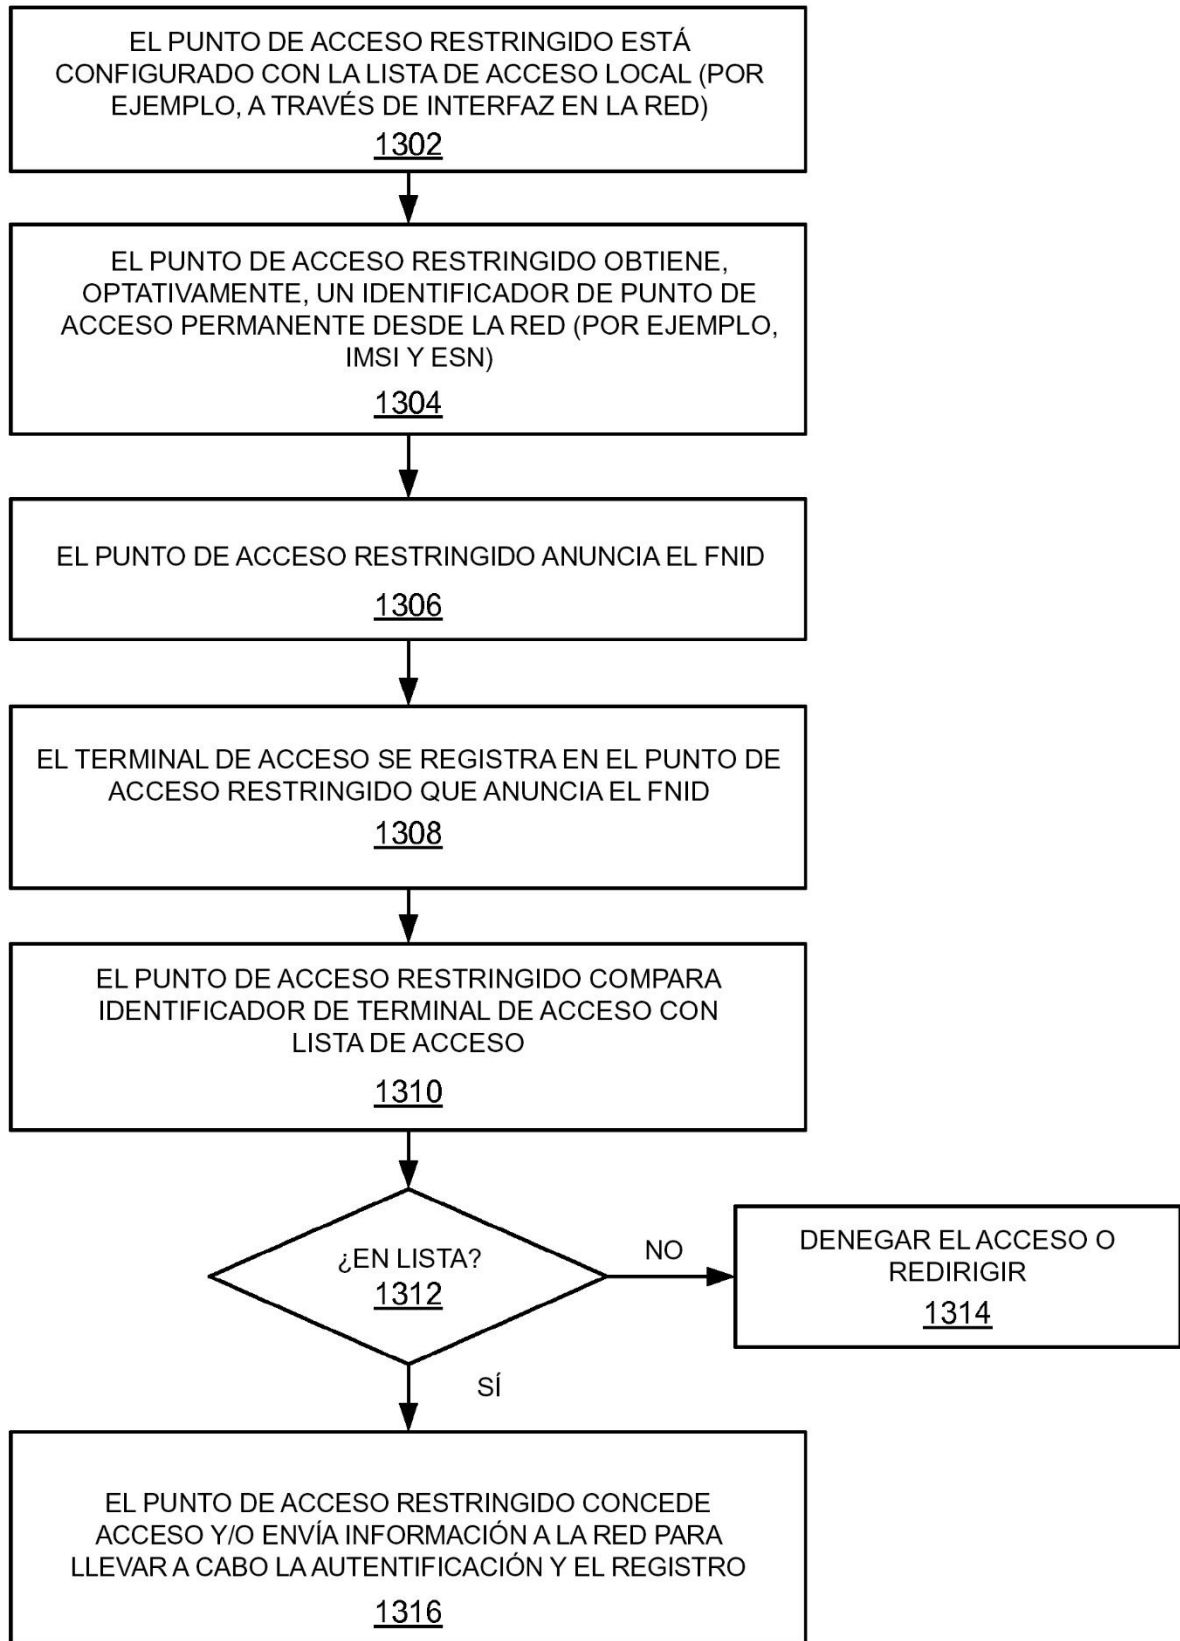 EL PUNTO DE ACCESO RESTRINGIDO ESTÁ
CONFIGURADO CON LA LISTA DE ACCESO LOCAL (POR
EJEMPLO, A TRAVÉS DE INTERFAZ EN LA RED)
1302
EL PUNTO DE ACCESO RESTRINGIDO OBTIENE,
OPTATIVAMENTE, UN IDENTIFICADOR DE PUNTO DE
ACCESO PERMANENTE DESDE LA RED (POR EJEMPLO,
IMSI Y ESN)
1304
EL PUNTO DE ACCESO RESTRINGIDO ANUNCIA EL FNID
1306
EL TERMINAL DE ACCESO SE REGISTRA EN EL PUNTO DE
ACCESO RESTRINGIDO QUE ANUNCIA EL FNID
1308
EL PUNTO DE ACCESO RESTRINGIDO COMPARA
IDENTIFICADOR DE TERMINAL DE ACCESO CON
LISTA DE ACCESO
1310
¿EN LISTA?
1312
NO
DENEGAR EL ACCESO O
REDIRIGIR
1314
SÍ
EL PUNTO DE ACCESO RESTRINGIDO CONCEDE
ACCESO Y/O ENVÍA INFORMACIÓN A LA RED PARA
LLEVAR A CABO LA AUTENTIFICACIÓN Y EL REGISTRO
1316